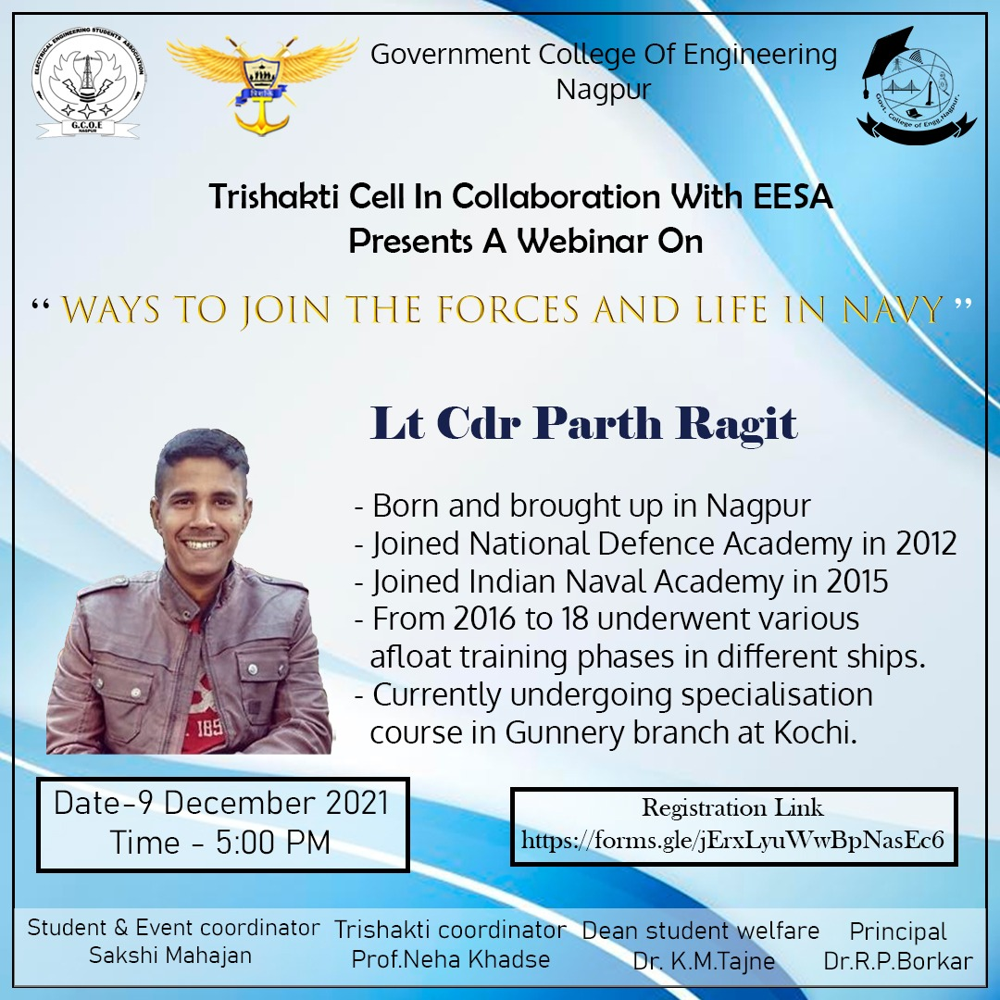 ELECTRICAL ENGINEERING STUDENTS ASSOCIATION
G.C.O.E
NAGPUR
Government College Of Engineering
Nagpur
Govt. College of Engg,Nagpur.
Trishakti Cell In Collaboration With EESA
Presents A Webinar On
“ WAYS TO JOIN THE FORCES AND LIFE IN NAVY ”
Lt Cdr Parth Ragit
- Born and brought up in Nagpur
- Joined National Defence Academy in 2012
- Joined Indian Naval Academy in 2015
- From 2016 to 18 underwent various
afloat training phases in different ships.
- Currently undergoing specialisation
course in Gunnery branch at Kochi.
189
Date-9 December 2021
Time - 5:00 PM
Registration Link
https://forms.gle/jErxLyuWwBpNasEc6
Student & Event coordinator
Sakshi Mahajan
Trishakti coordinator
Prof.Neha Khadse
Dean student welfare
Dr. K.M.Tajne
Principal
Dr.R.P.Borkar